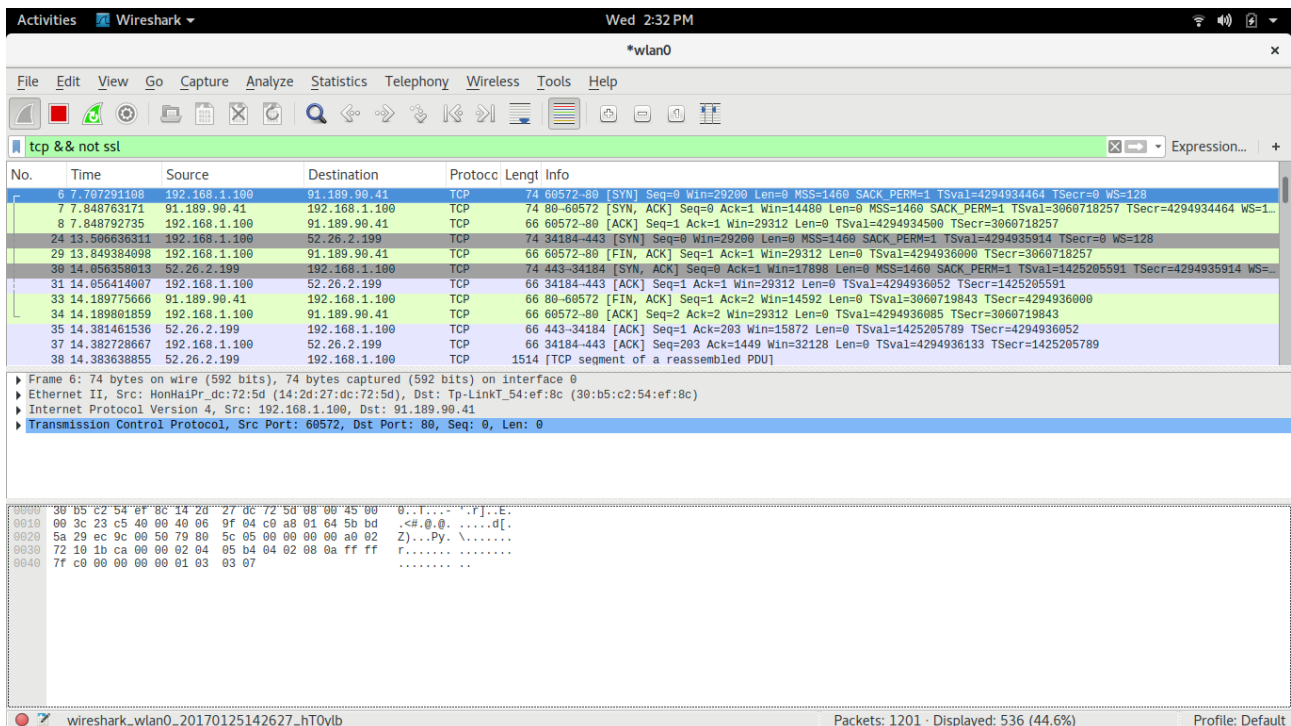 Activities Wireshark Wed 2:32 PM
*wlan0 ×
File Edit View Go Capture Analyze Statistics Telephony Wireless Tools Help
tcp && not ssl Expression... +
No. Time Source Destination Protocc Lengt Info
6 7.707291108 192.168.1.100 91.189.90.41 TCP 74 60572→80 [SYN] Seq=0 Win=29200 Len=0 MSS=1460 SACK_PERM=1 TSval=4294934464 TSecr=0 WS=128
7 7.848763171 91.189.90.41 192.168.1.100 TCP 74 80→60572 [SYN, ACK] Seq=0 Ack=1 Win=14480 Len=0 MSS=1460 SACK_PERM=1 TSval=3060718257 TSecr=4294934464 WS=1…
8 7.848792735 192.168.1.100 91.189.90.41 TCP 66 60572→80 [ACK] Seq=1 Ack=1 Win=29312 Len=0 TSval=4294934500 TSecr=3060718257
24 13.506636311 192.168.1.100 52.26.2.199 TCP 74 34184→443 [SYN] Seq=0 Win=29200 Len=0 MSS=1460 SACK_PERM=1 TSval=4294935914 TSecr=0 WS=128
29 13.849384098 192.168.1.100 91.189.90.41 TCP 66 60572→80 [FIN, ACK] Seq=1 Ack=1 Win=29312 Len=0 TSval=4294936000 TSecr=3060718257
30 14.056358013 52.26.2.199 192.168.1.100 TCP 74 443→34184 [SYN, ACK] Seq=0 Ack=1 Win=17898 Len=0 MSS=1460 SACK_PERM=1 TSval=1425205591 TSecr=4294935914 WS=…
31 14.056414007 192.168.1.100 52.26.2.199 TCP 66 34184→443 [ACK] Seq=1 Ack=1 Win=29312 Len=0 TSval=4294936052 TSecr=1425205591
33 14.189775666 91.189.90.41 192.168.1.100 TCP 66 80→60572 [FIN, ACK] Seq=1 Ack=2 Win=14592 Len=0 TSval=3060719843 TSecr=4294936000
34 14.189801859 192.168.1.100 91.189.90.41 TCP 66 60572→80 [ACK] Seq=2 Ack=2 Win=29312 Len=0 TSval=4294936085 TSecr=3060719843
35 14.381461536 52.26.2.199 192.168.1.100 TCP 66 443→34184 [ACK] Seq=1 Ack=203 Win=15872 Len=0 TSval=1425205789 TSecr=4294936052
37 14.382728667 192.168.1.100 52.26.2.199 TCP 66 34184→443 [ACK] Seq=203 Ack=1449 Win=32128 Len=0 TSval=4294936133 TSecr=1425205789
38 14.383638855 52.26.2.199 192.168.1.100 TCP 1514 [TCP segment of a reassembled PDU]
Frame 6: 74 bytes on wire (592 bits), 74 bytes captured (592 bits) on interface 0
Ethernet II, Src: HonHaiPr_dc:72:5d (14:2d:27:dc:72:5d), Dst: Tp-LinkT_54:ef:8c (30:b5:c2:54:ef:8c)
Internet Protocol Version 4, Src: 192.168.1.100, Dst: 91.189.90.41
Transmission Control Protocol, Src Port: 60572, Dst Port: 80, Seq: 0, Len: 0
0000 30 b5 c2 54 ef 8c 14 2d 27 dc 72 5d 08 00 45 00 0..T...- '.r]..E.
0010 00 3c 23 c5 40 00 40 06 9f 04 c0 a8 01 64 5b bd .<#.@.@. .....d[.
0020 5a 29 ec 9c 00 50 79 80 5c 05 00 00 00 00 a0 02 Z)...Py. \.......
0030 72 10 1b ca 00 00 02 04 05 b4 04 02 08 0a ff ff r....... ........
0040 7f c0 00 00 00 00 01 03 03 07 ........ ..
wireshark_wlan0_20170125142627_hT0ylb Packets: 1201 · Displayed: 536 (44.6%) Profile: Default